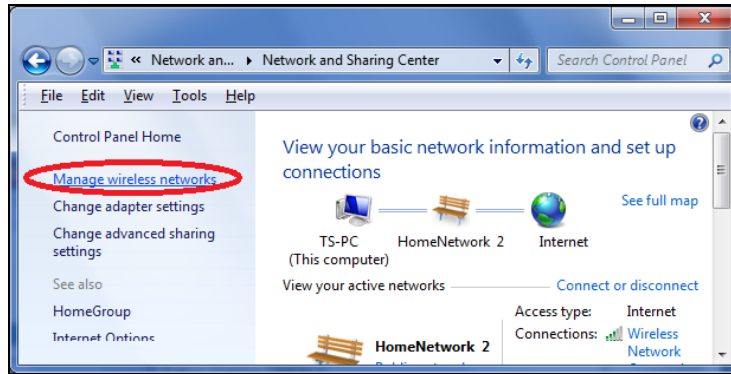 « Network an... ▸ Network and Sharing Center
Search Control Panel
File Edit View Tools Help
Control Panel Home
Manage wireless networks
Change adapter settings
Change advanced sharing
settings
See also
HomeGroup
Internet Options
View your basic network information and set up
connections
See full map
TS-PC
(This computer)
HomeNetwork 2
Internet
View your active networks
Connect or disconnect
HomeNetwork 2
Access type: Internet
Connections: Wireless
Network